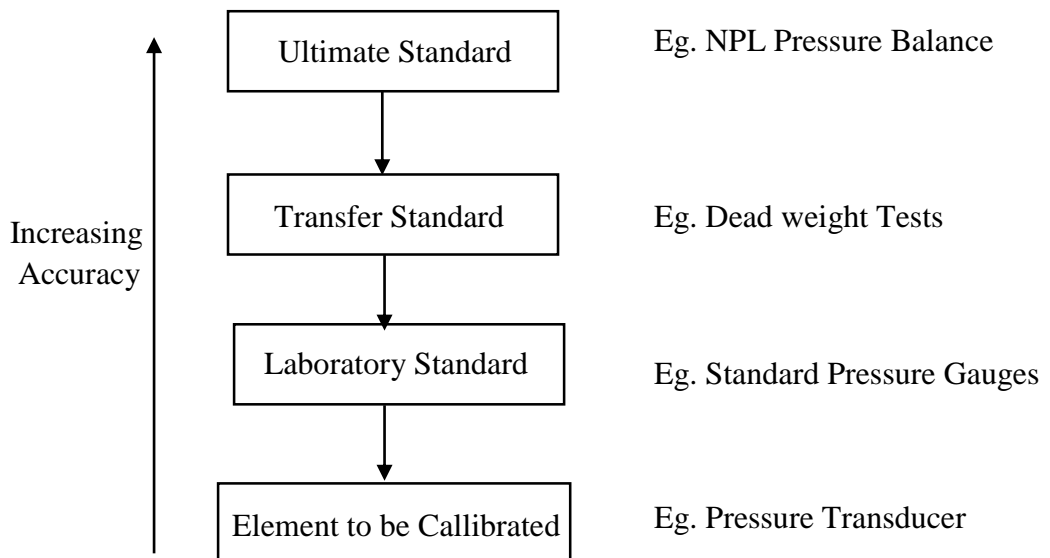 Ultimate Standard
Eg. NPL Pressure Balance
Transfer Standard
Eg. Dead weight Tests
Increasing
Accuracy
Laboratory Standard
Eg. Standard Pressure Gauges
Element to be Callibrated
Eg. Pressure Transducer